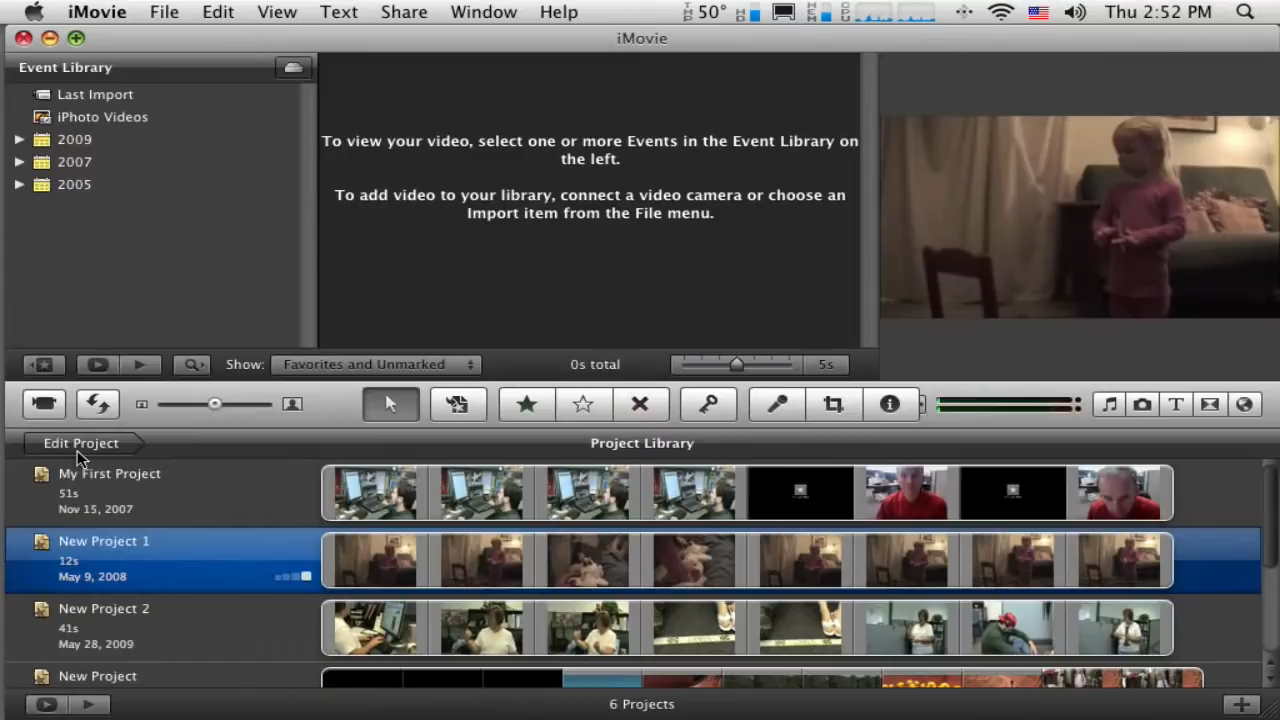 iMovie File Edit View Text Share Window Help 50° Thu 2:52 PM
iMovie
Event Library
Last Import
iPhoto Videos
2009
2007
2005
To view your video, select one or more Events in the Event Library on
the left.
To add video to your library, connect a video camera or choose an
Import item from the File menu.
Show: Favorites and Unmarked 0s total 5s
Edit Project Project Library
My First Project
51s
Nov 15, 2007
New Project 1
12s
May 9, 2008
New Project 2
41s
May 28, 2009
New Project
6 Projects